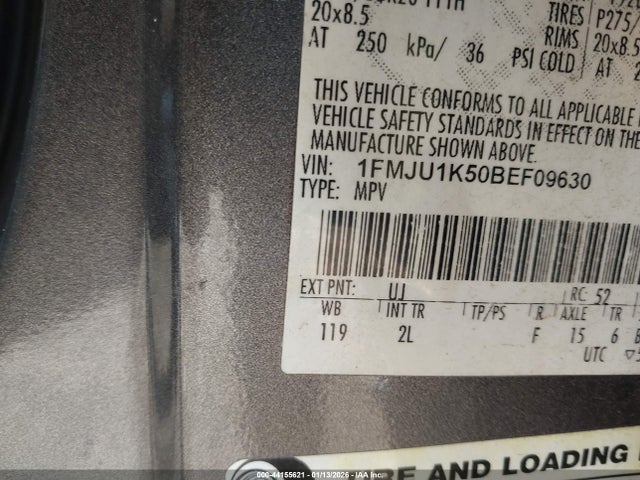 20x8.5
AT 250 kPa/ 36 PSI COLD
TIRES P275/
RIMS 20x8.5
AT 2
THIS VEHICLE CONFORMS TO ALL APPLICABLE
VEHICLE SAFETY STANDARDS IN EFFECT ON THE
MANUFACTURE SHOWN ABOVE.
VIN: 1FMJU1K50BEF09630
TYPE: MPV
EXT PNT: UJ RC: 52
WB INT TR TP/PS R AXLE TR
119 2L F 15 6
UTC
AND LOADING
000-44155621 - 01/13/2026 - IAA Branded